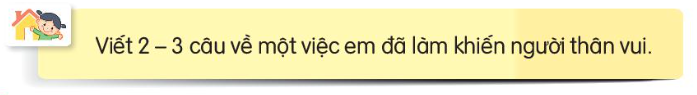 Viết 2 – 3 câu về một việc em đã làm khiến người thân vui.